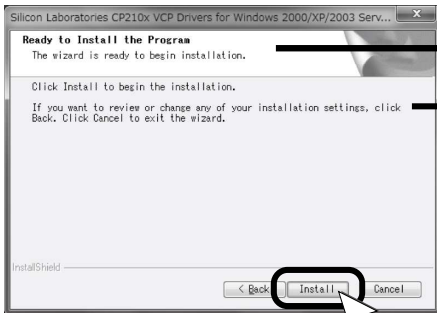 Silicon Laboratories CP210x VCP Drivers for Windows 2000/XP/2003 Serv...
Ready to Install the Program
The wizard is ready to begin installation.
Click Install to begin the installation.
If you want to review or change any of your installation settings, click
Back. Click Cancel to exit the wizard.
InstallShield
< Back
Install
Cancel